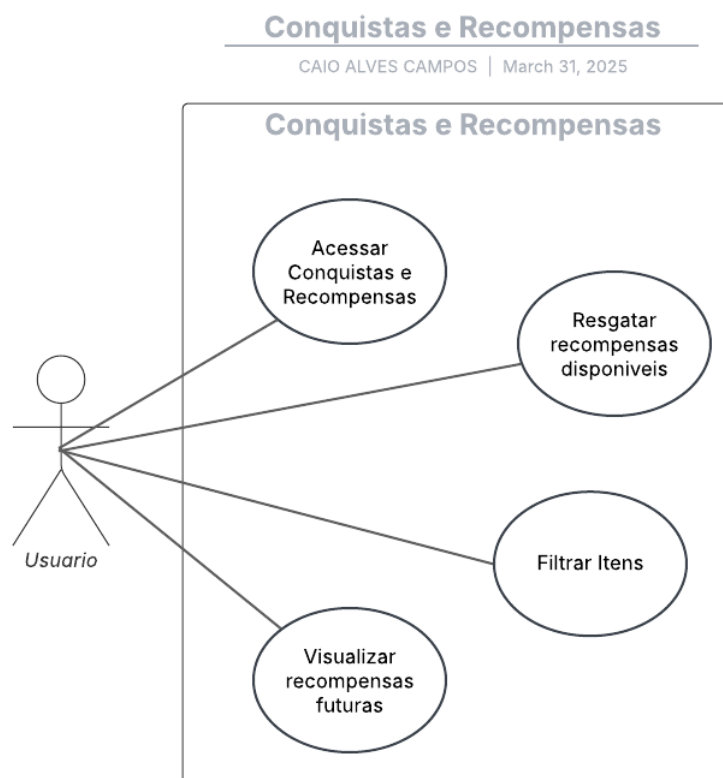 Conquistas e Recompensas
CAIO ALVES CAMPOS | March 31, 2025
Conquistas e Recompensas
Acessar
Conquistas e
Recompensas
Resgatar
recompensas
disponiveis
Usuario
Filtrar Itens
Visualizar
recompensas
futuras